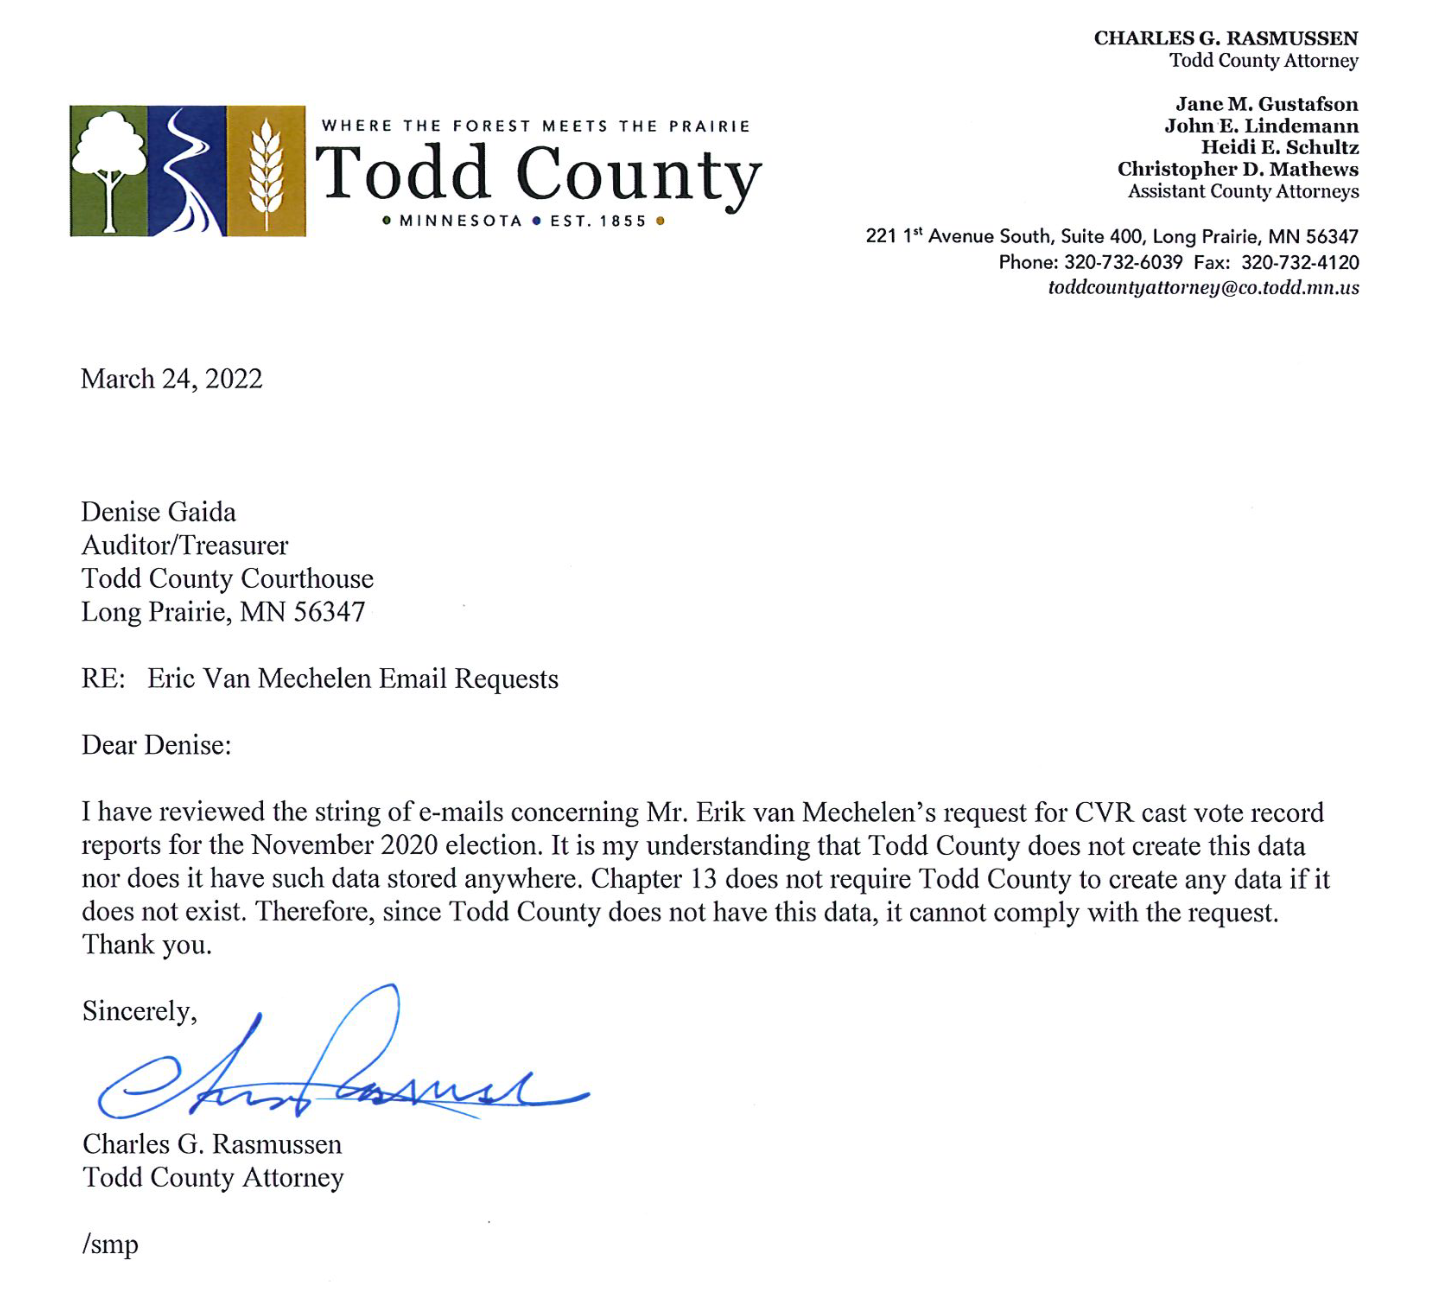 CHARLES G. RASMUSSEN
Todd County Attorney
Jane M. Gustafson
John E. Lindemann
Heidi E. Schultz
Christopher D. Mathews
Assistant County Attorneys
221 1st Avenue South, Suite 400, Long Prairie, MN 56347
Phone: 320-732-6039 Fax: 320-732-4120
toddcountyattorney@co.todd.mn.us
WHERE THE FOREST MEETS THE PRAIRIE
Todd County
• MINNESOTA • EST. 1855 •
March 24, 2022
Denise Gaida
Auditor/Treasurer
Todd County Courthouse
Long Prairie, MN 56347
RE: Eric Van Mechelen Email Requests
Dear Denise:
I have reviewed the string of e-mails concerning Mr. Erik van Mechelen's request for CVR cast vote record
reports for the November 2020 election. It is my understanding that Todd County does not create this data
nor does it have such data stored anywhere. Chapter 13 does not require Todd County to create any data if it
does not exist. Therefore, since Todd County does not have this data, it cannot comply with the request.
Thank you.
Sincerely,
Charles G. Rasmussen
Todd County Attorney
/smp